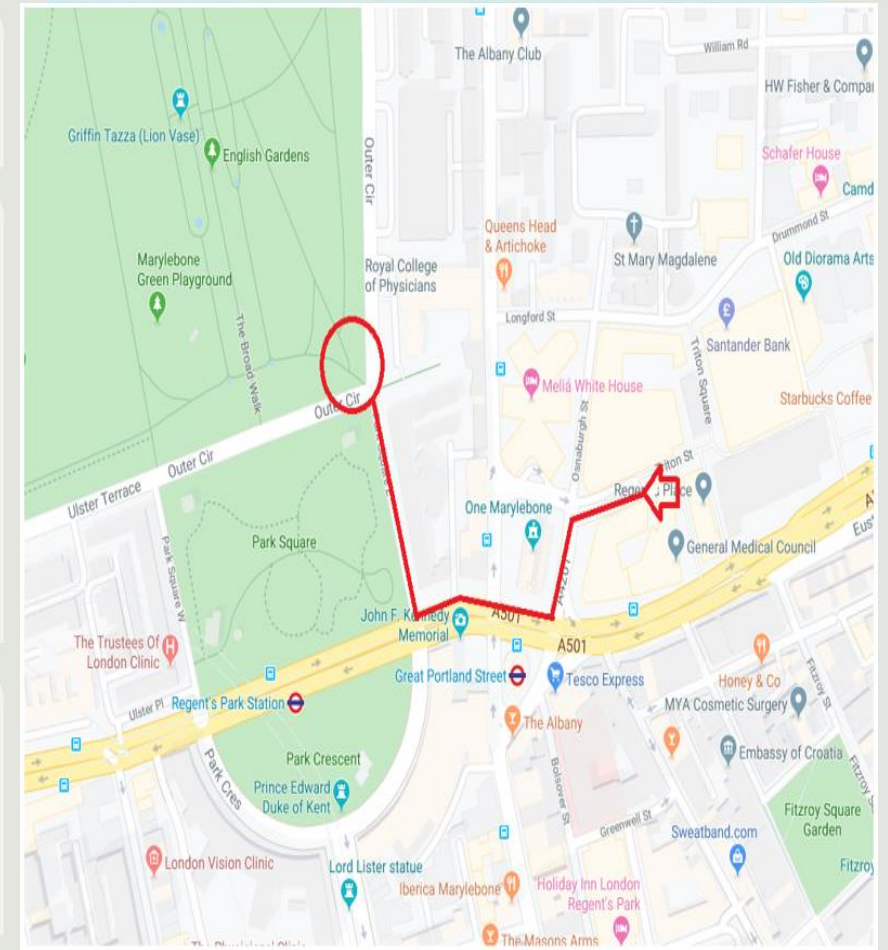 The Albany Club
William Rd
HW Fisher & Compa
Griffin Tazza (Lion Vase)
English Gardens
Outer Cir
Schafer House
Camd
Drummond St
Queens Head
& Artichoke
St Mary Magdalene
Old Diorama Arts
Marylebone
Green Playground
Royal College
of Physicians
Longford St
£
Santander Bank
The Broad Walk
Triton Square
Meliá White House
Starbucks Coffee
Outer Cir
Osnaburgh St
Outer Cir
Ulster Terrace
Park Square
One Marylebone
General Medical Council
Park Square W
A4201
John F. Kennedy
Memorial
A501
A501
The Trustees Of
London Clinic
H
Great Portland Street
Tesco Express
Honey & Co
Fitzroy St
Ulster Pl
Regent's Park Station
MYA Cosmetic Surgery
The Albany
Embassy of Croatia
Park Crescent
Park Cres
Bolsover St
Prince Edward
Duke of Kent
Greenwell St
Fitzroy Square
Garden
Sweatband.com
London Vision Clinic
Lord Lister statue
Iberica Marylebone
Holiday Inn London
Regent's Park
Fitzroy
The Masons Arms